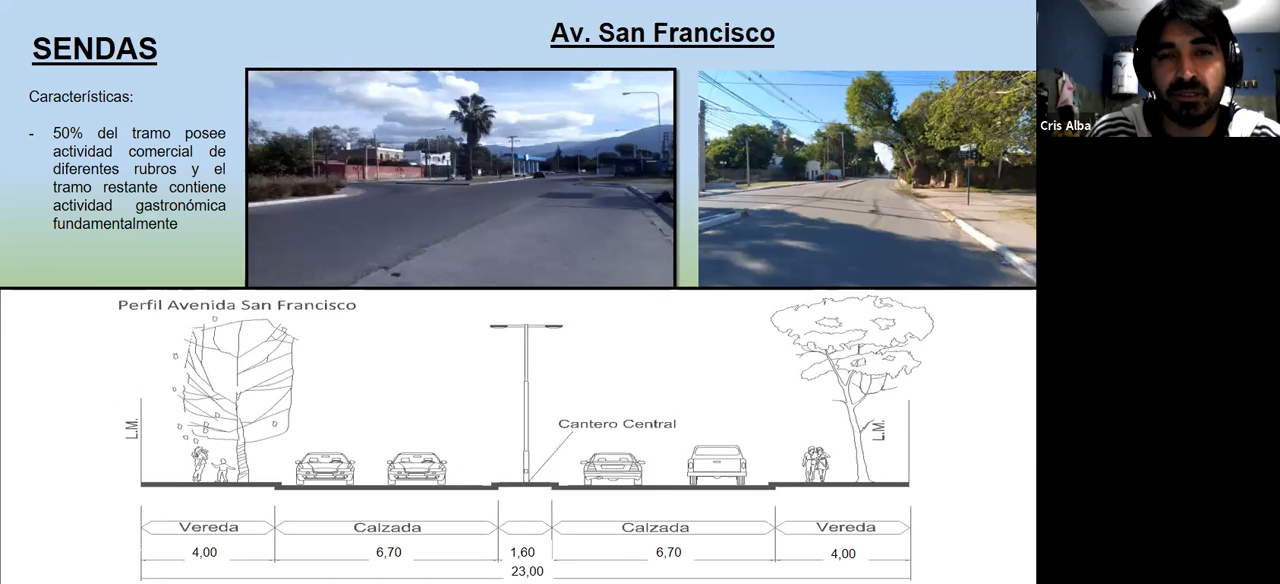 SENDAS
Av. San Francisco
Características:
- 50% del tramo posee
actividad comercial de
diferentes rubros y el
tramo restante contiene
actividad gastronómica
fundamentalmente
Cris Alba
Perfil Avenida San Francisco
L.M.
Cantero Central
L.M.
Vereda Calzada Calzada Vereda
4,00 6,70 1,60 6,70 4,00
23,00